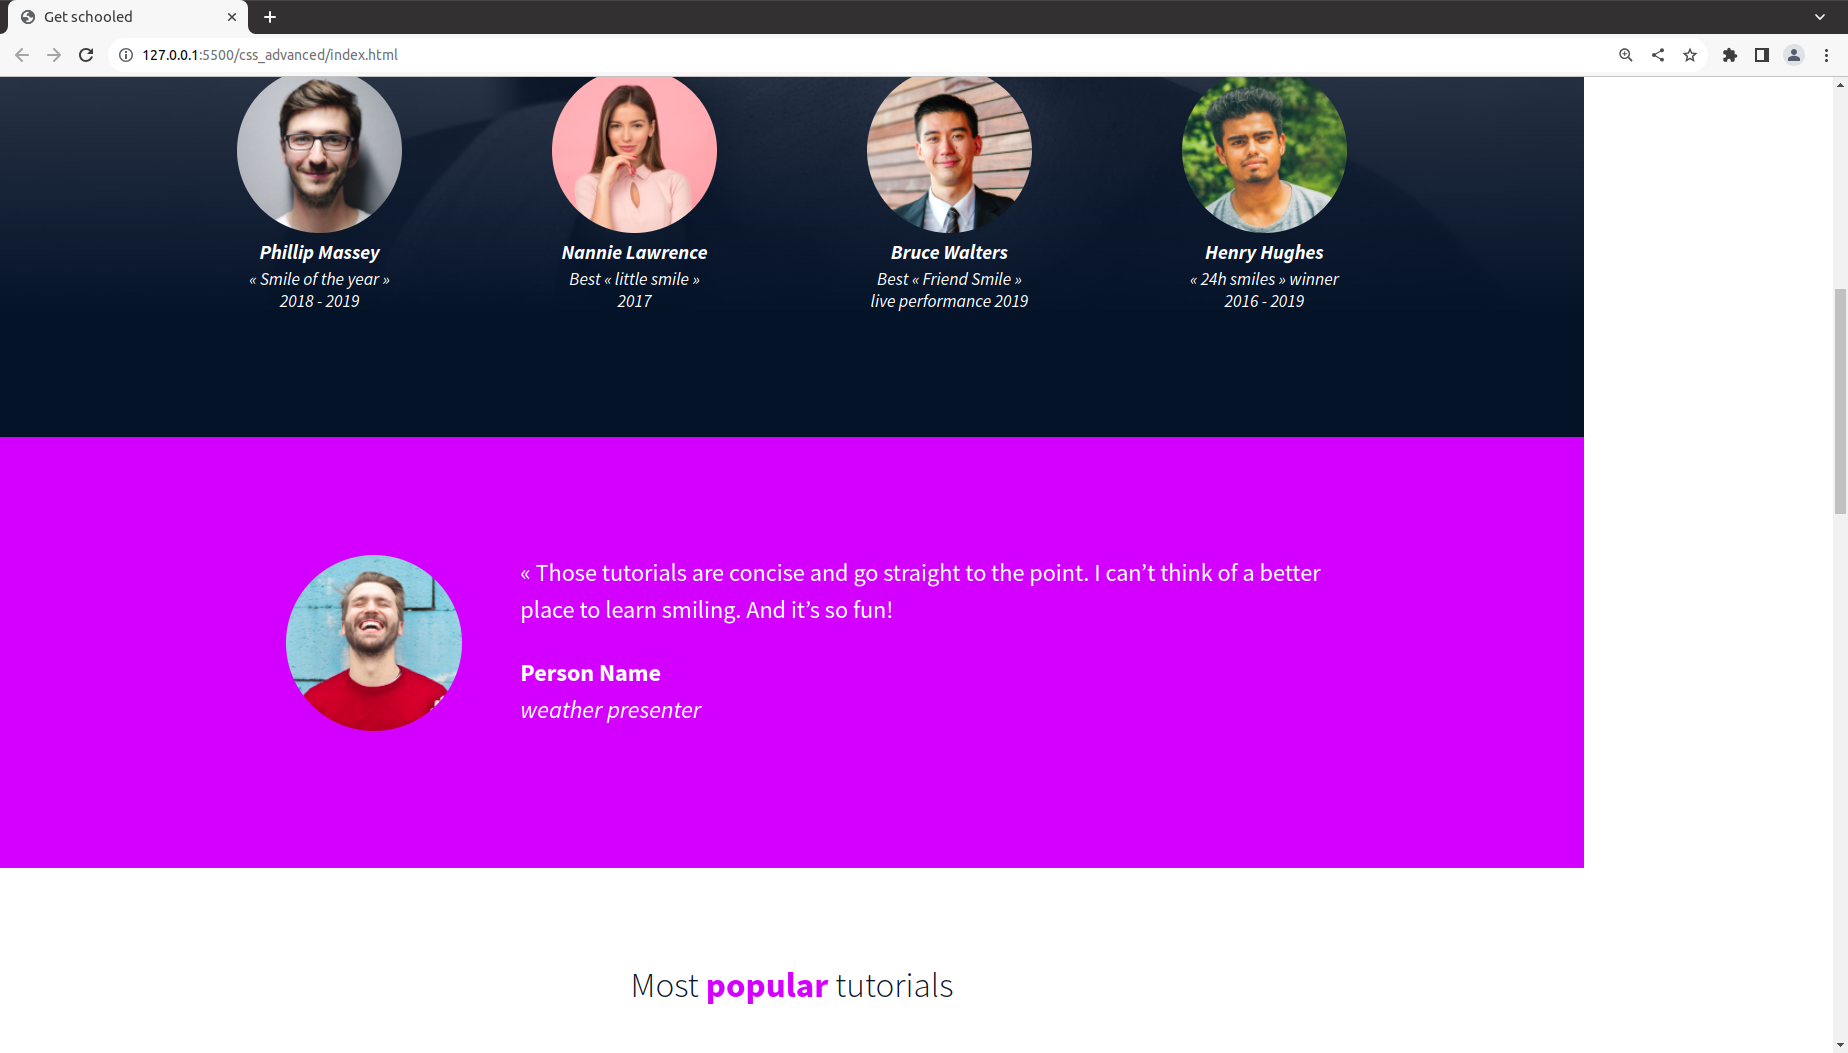 Get schooled
127.0.0.1:5500/css_advanced/index.html
Phillip Massey
« Smile of the year »
2018 - 2019
Nannie Lawrence
Best « little smile »
2017
Bruce Walters
Best « Friend Smile »
live performance 2019
Henry Hughes
« 24h smiles » winner
2016 - 2019
« Those tutorials are concise and go straight to the point. I can’t think of a better
place to learn smiling. And it’s so fun!
Person Name
weather presenter
Most popular tutorials